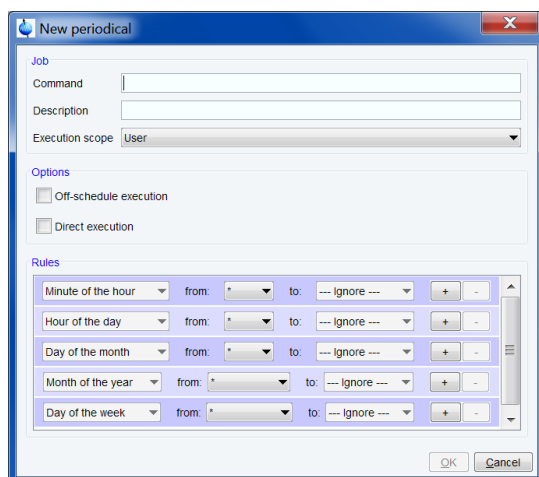 New periodical
Job
Command
Description
Execution scope User
Options
Off-schedule execution
Direct execution
Rules
Minute of the hour from: * to: --- Ignore --- + -
Hour of the day from: * to: --- Ignore --- + -
Day of the month from: * to: --- Ignore --- + -
Month of the year from: * to: --- Ignore --- + -
Day of the week from: * to: --- Ignore --- + -
OK Cancel